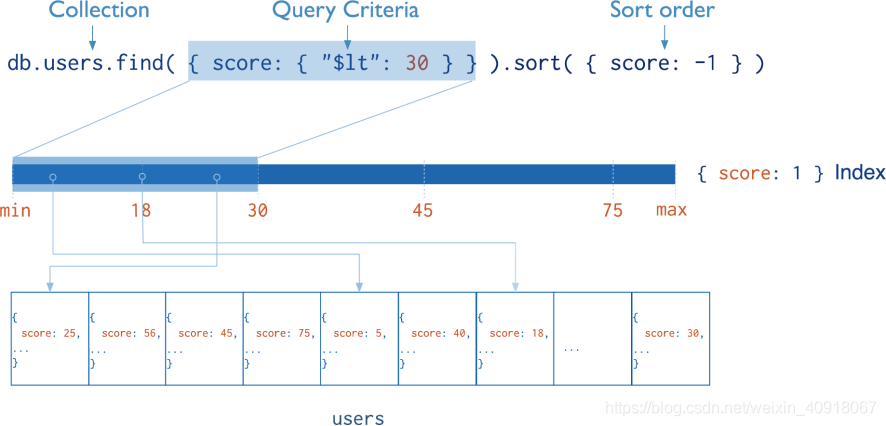 Collection Query Criteria Sort order
db.users.find( { score: { "$lt": 30 } } ).sort( { score: -1 } )
{ score: 1 } Index
min 18 30 45 75 max
{ { { { { { { {
score: 25, score: 56, score: 45, score: 75, score: 5, score: 40, score: 18, score: 30,
... ... ... ... ... ... ... ... ...
} } } } } } } }
https://blog.csdn.net/weixin_40918067
users